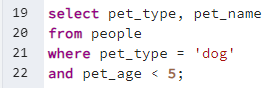 19 select pet_type, pet_name
20 from people
21 where pet_type = 'dog'
22 and pet_age < 5;